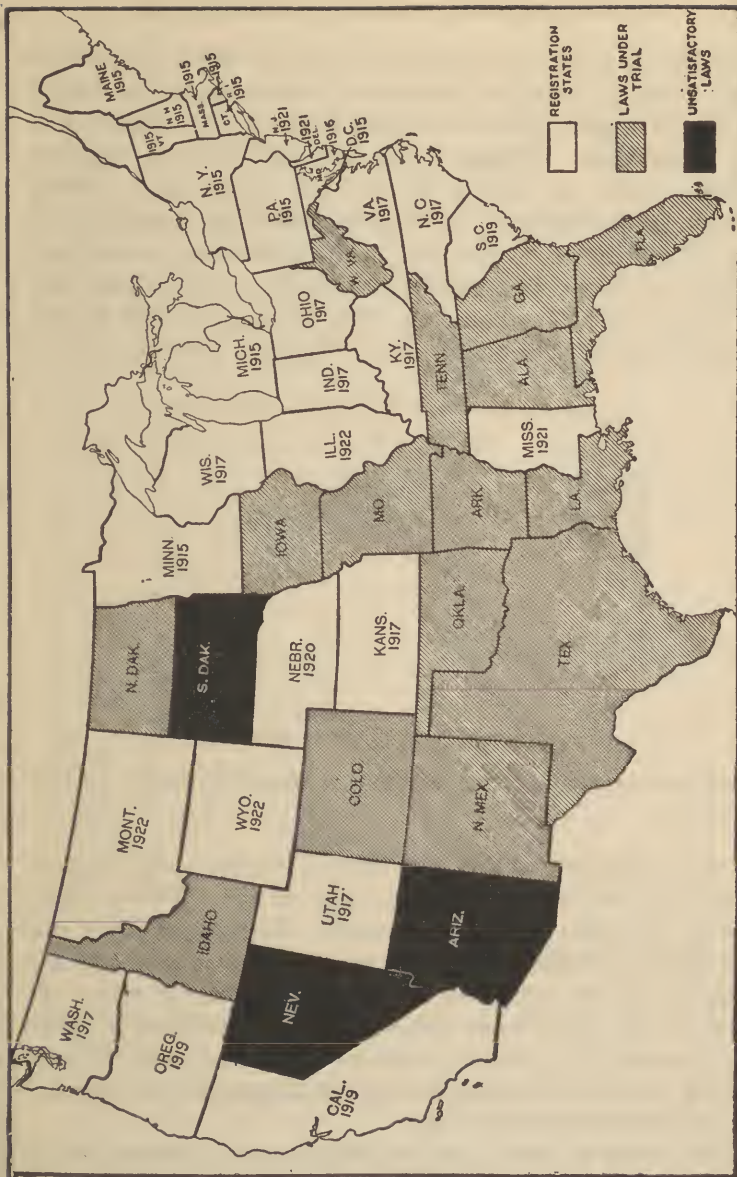 WASH.
1917
OREG.
1919
CAL.
1919
NEV.
IDAHO
MONT.
1922
WYO.
1922
UTAH
1917
ARIZ.
COLO.
N. MEX.
N. DAK.
S. DAK.
NEBR.
1920
KANS.
1917
OKLA.
TEX.
MINN.
1915
IOWA
MO.
ARK.
LA.
WIS.
1917
ILL.
1922
MICH.
1915
IND.
1917
OHIO
1917
KY.
1917
TENN.
MISS.
1921
ALA.
GA.
FLA.
S. C.
1919
N. C.
1917
VA.
1917
W. VA.
PA.
1915
N. Y.
1915
MAINE
1915
1915
VT
N H
1915
MASS.
1915
CT.
1915
R I
1915
N. J.
1921
DEL.
1921
MD.
1916
D.C.
1915
REGISTRATION
STATES
LAWS UNDER
TRIAL
UNSATISFACTORY
LAWS